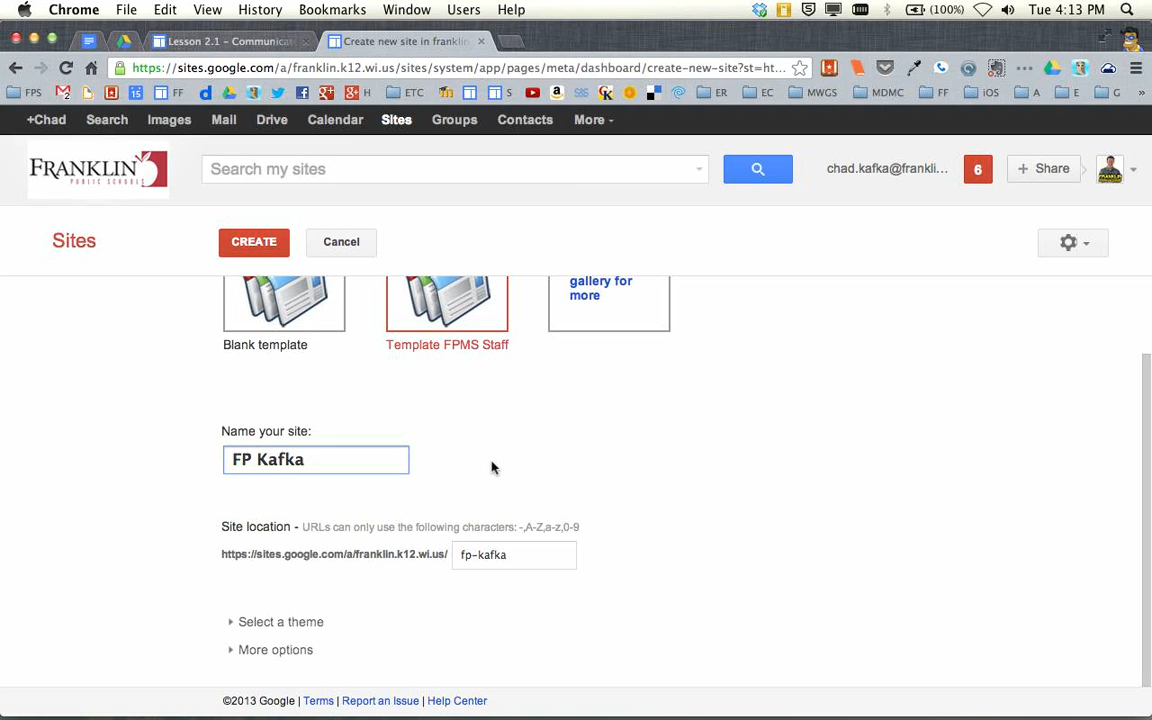 Chrome File Edit View History Bookmarks Window Users Help (100%) Tue 4:13 PM
Lesson 2.1 – Communicat Create new site in franklin
https://sites.google.com/a/franklin.k12.wi.us/sites/system/app/pages/meta/dashboard/create-new-site?st=ht...
FPS FF H ETC S ER EC MWGS MDMC FF iOS A E G »
+Chad Search Images Mail Drive Calendar Sites Groups Contacts More
FRANKLIN
PUBLIC SCHOOLS
Search my sites
chad.kafka@frankli...
6
+ Share
Sites
CREATE
Cancel
gallery for
more
Blank template
Template FPMS Staff
Name your site:
FP Kafka
Site location - URLs can only use the following characters: -,A-Z,a-z,0-9
https://sites.google.com/a/franklin.k12.wi.us/ fp-kafka
Select a theme
More options
©2013 Google | Terms | Report an Issue | Help Center